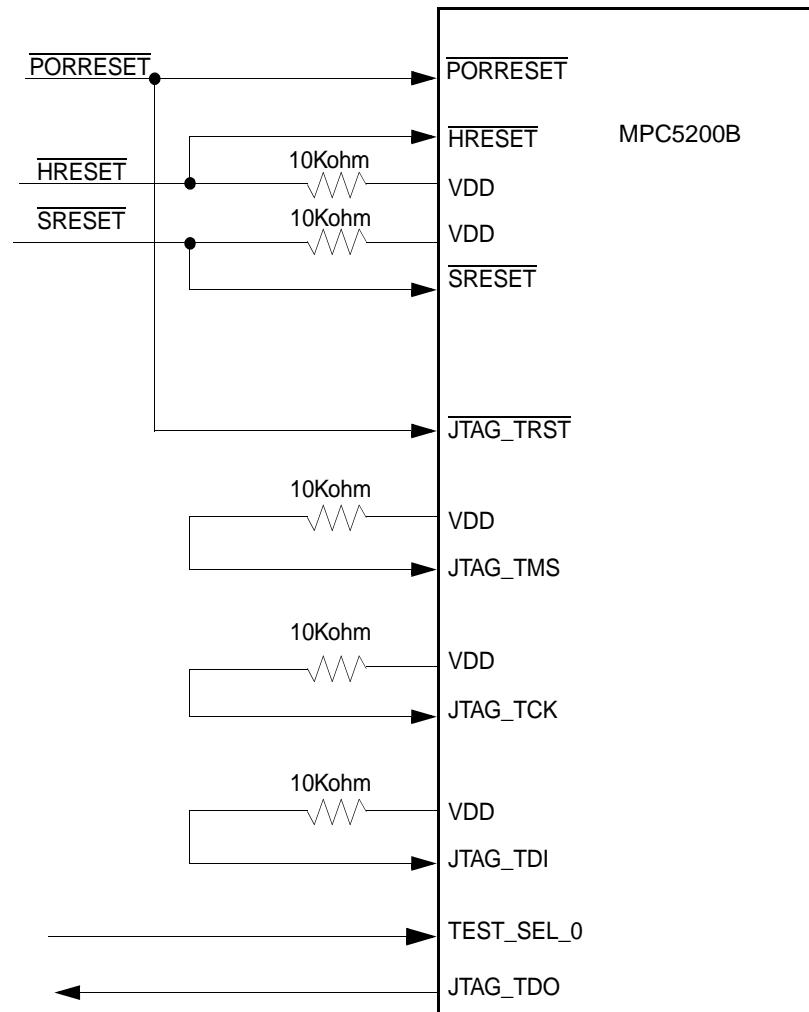 PORRESET
PORRESET
HRESET
MPC5200B
10Kohm
HRESET
VDD
10Kohm
SRESET
VDD
SRESET
JTAG_TRST
10Kohm
VDD
JTAG_TMS
10Kohm
VDD
JTAG_TCK
10Kohm
VDD
JTAG_TDI
TEST_SEL_0
JTAG_TDO